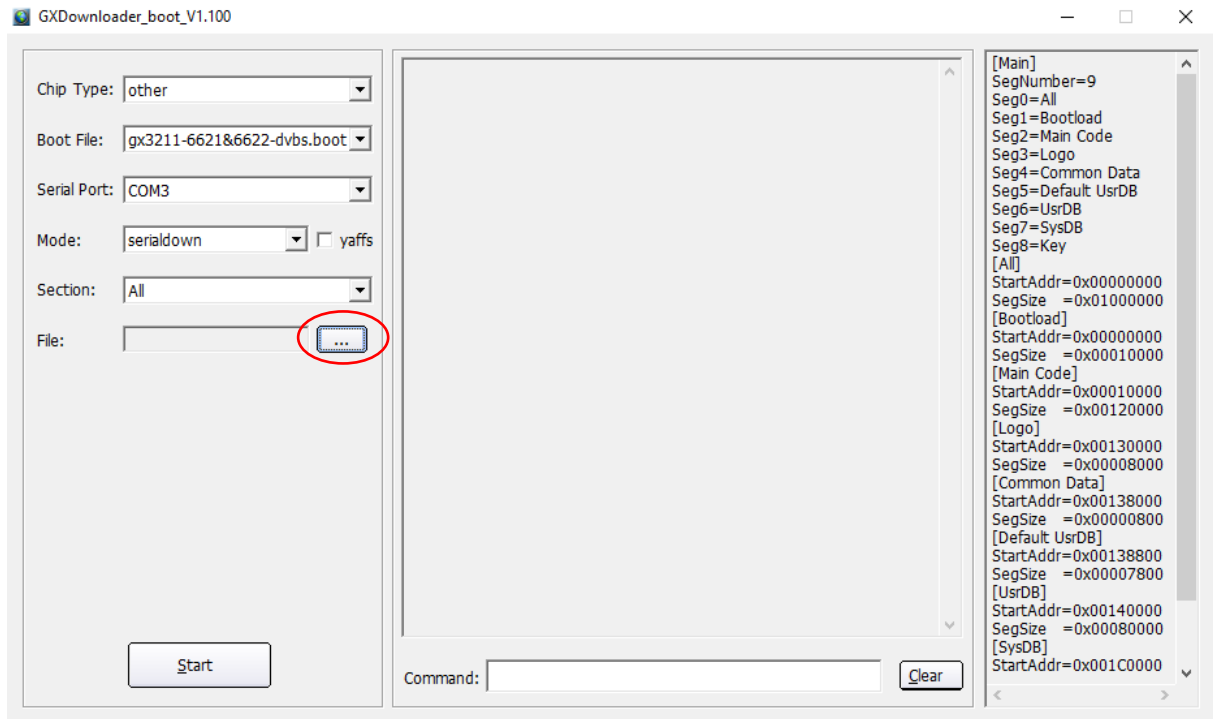 GXDownloader_boot_V1.100
Chip Type: other
Boot File: gx3211-6621&6622-dvbs.boot
Serial Port: COM3
Mode: serialdown yaffs
Section: All
File: ...
Start
Command: Clear
[Main]
SegNumber=9
Seg0=All
Seg1=Bootload
Seg2=Main Code
Seg3=Logo
Seg4=Common Data
Seg5=Default UsrDB
Seg6=UsrDB
Seg7=SysDB
Seg8=Key
[All]
StartAddr=0x00000000
SegSize =0x01000000
[Bootload]
StartAddr=0x00000000
SegSize =0x00010000
[Main Code]
StartAddr=0x00010000
SegSize =0x00120000
[Logo]
StartAddr=0x00130000
SegSize =0x00008000
[Common Data]
StartAddr=0x00138000
SegSize =0x00000800
[Default UsrDB]
StartAddr=0x00138800
SegSize =0x00007800
[UsrDB]
StartAddr=0x00140000
SegSize =0x00080000
[SysDB]
StartAddr=0x001C0000